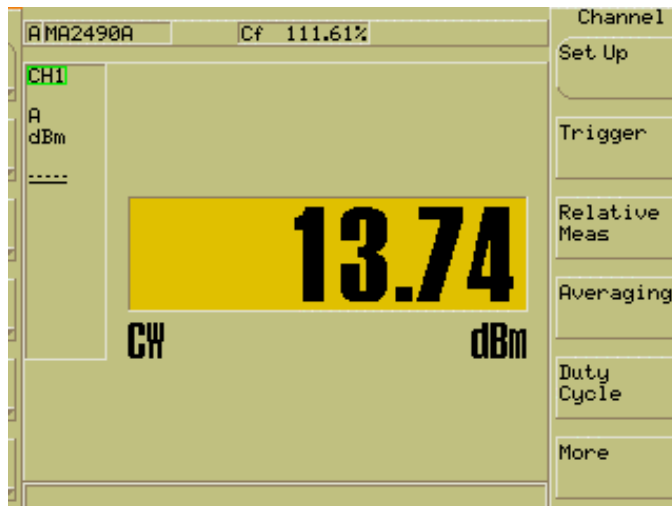 Channel
A MA2490A Cf 111.61%
Set Up
CH1
A
dBm
-----
Trigger
Relative
Meas
13.74
Averaging
CW dBm
Duty
Cycle
More